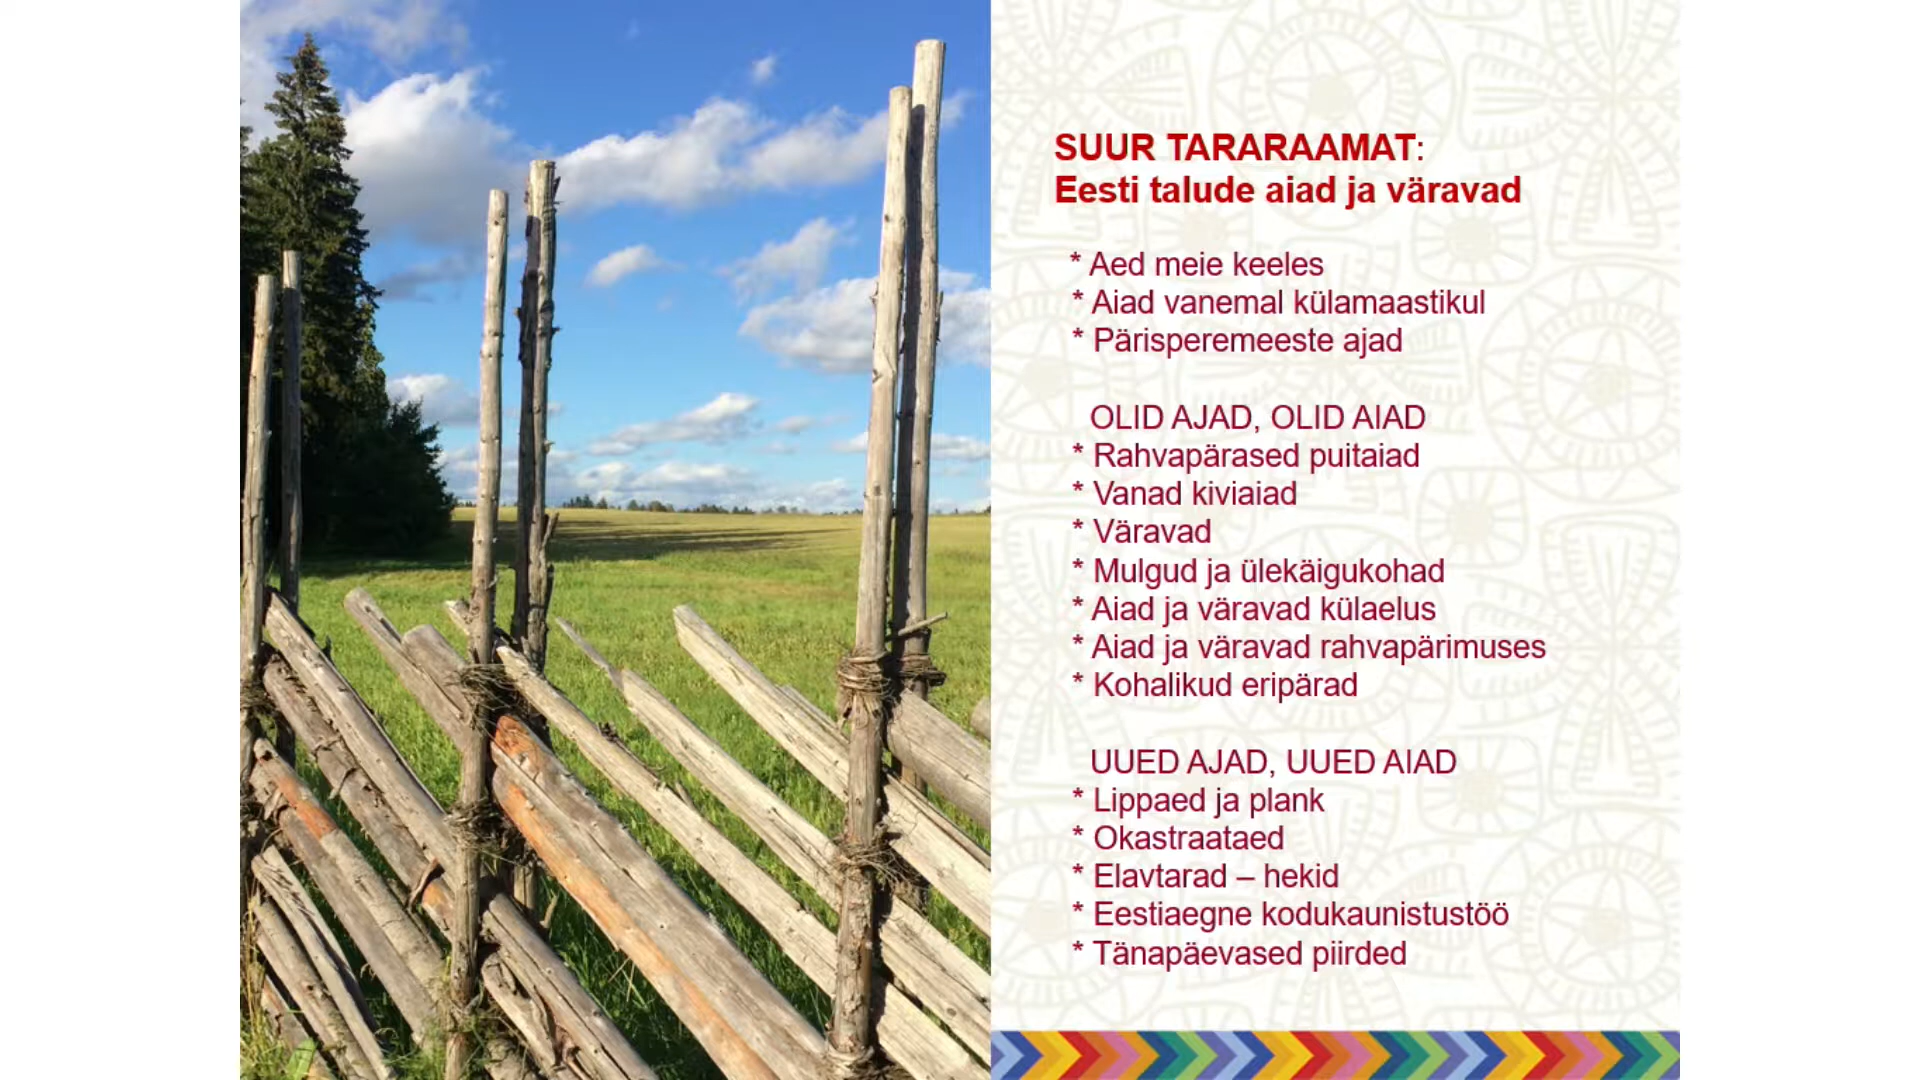 SUUR TARARAAMAT:
Eesti talude aiad ja väravad
* Aed meie keeles
* Aiad vanemal külamaastikul
* Pärisperemeeste ajad
OLID AJAD, OLID AIAD
* Rahvapärased puitaiad
* Vanad kiviaiad
* Väravad
* Mulgud ja ülekäigukohad
* Aiad ja väravad külaelus
* Aiad ja väravad rahvapärimuses
* Kohalikud eripärad
UUED AJAD, UUED AIAD
* Lippaed ja plank
* Okastraataed
* Elavtarad – hekid
* Eestiaegne kodukaunistustöö
* Tänapäevased piirded